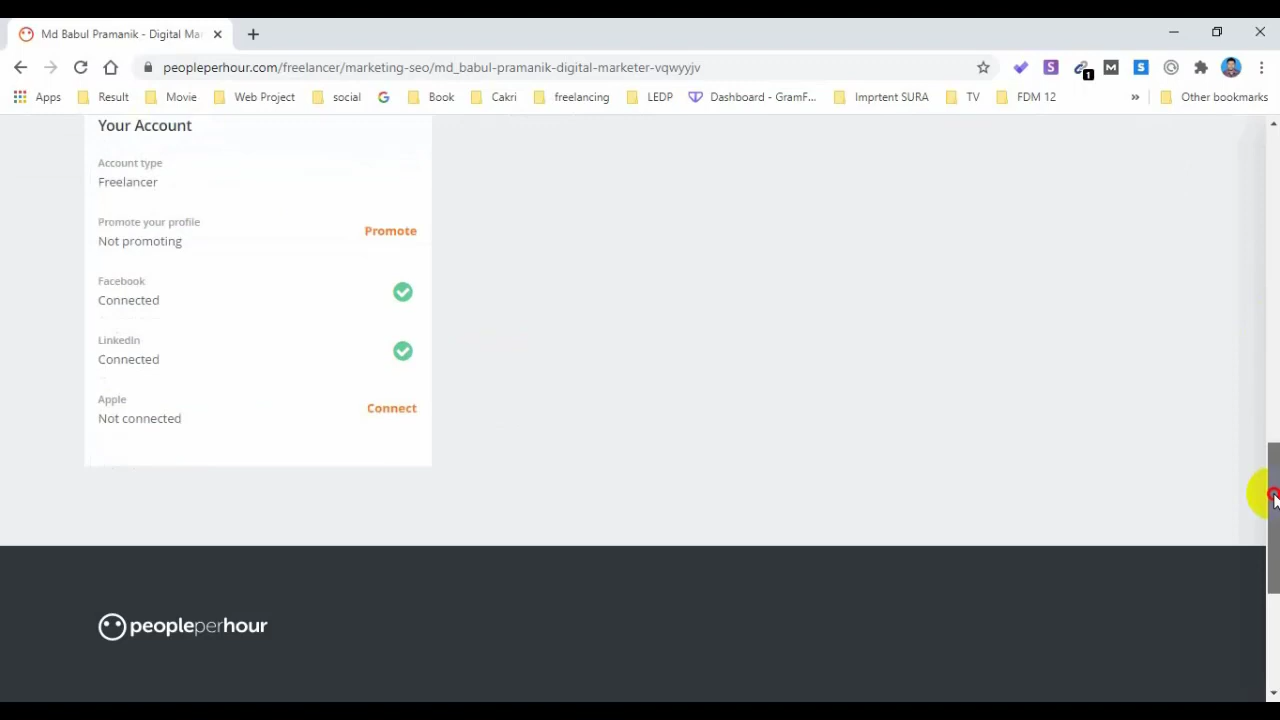 Md Babul Pramanik - Digital Ma
peopleperhour.com/freelancer/marketing-seo/md_babul-pramanik-digital-marketer-vqwyyjv
1 M S
S
Apps Result Movie Web Project social G Book Cakri freelancing LEDP Dashboard - GramF... Imprtent SURA TV FDM 12 » Other bookmarks
Your Account
Account type
Freelancer
Promote your profile
Not promoting
Promote
Facebook
Connected
LinkedIn
Connected
Apple
Not connected
Connect
peopleperhour